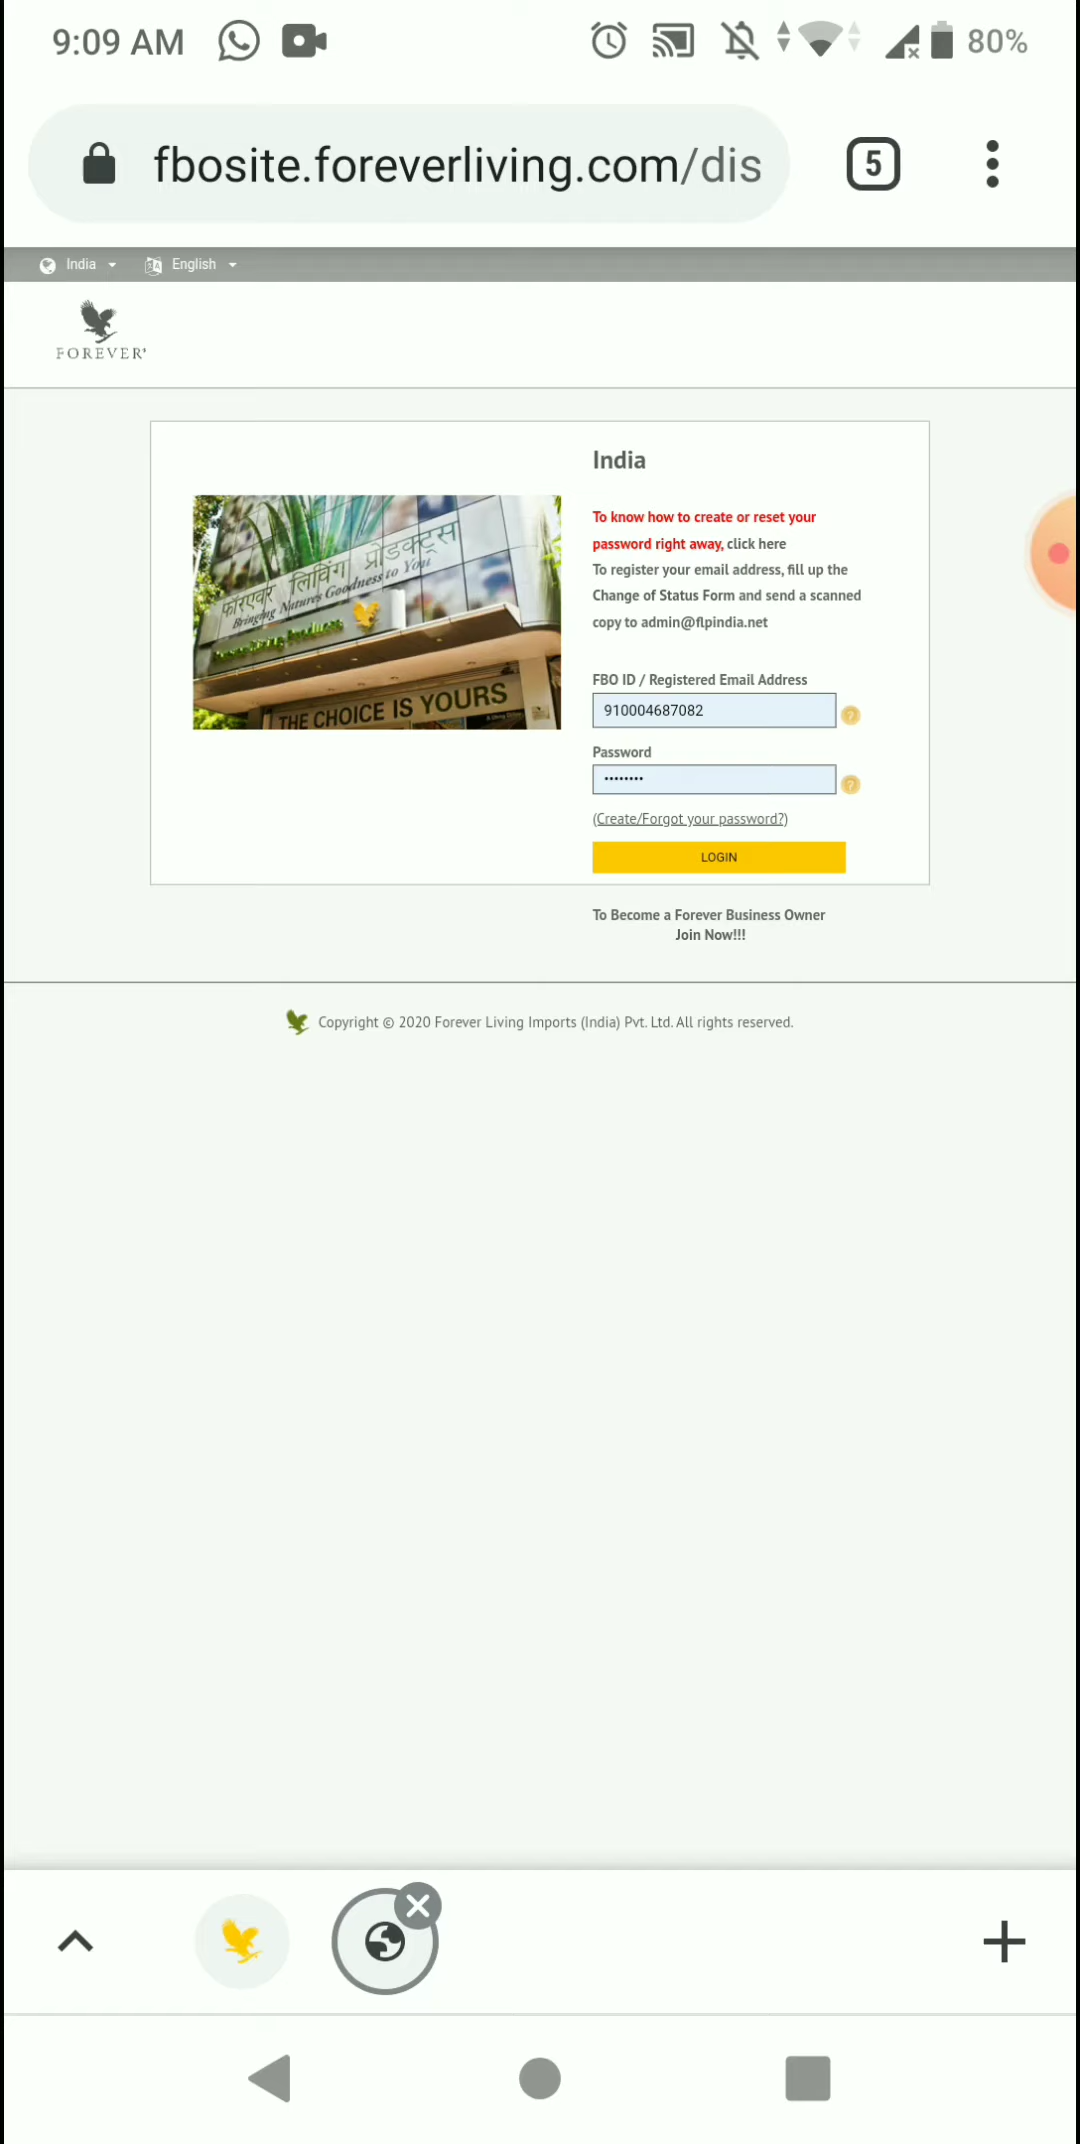 9:09 AM
80%
fbosite.foreverliving.com/dis
5
India
English
FOREVER
India
To know how to create or reset your
password right away, click here
To register your email address, fill up the
Change of Status Form and send a scanned
copy to admin@flpindia.net
फॉरएवर लिविंग प्रोडक्ट्स
Bringing Natures Goodness to You
THE CHOICE IS YOURS
FBO ID / Registered Email Address
910004687082
?
Password
••••••••
?
(Create/Forgot your password?)
LOGIN
To Become a Forever Business Owner
Join Now!!!
Copyright © 2020 Forever Living Imports (India) Pvt. Ltd. All rights reserved.